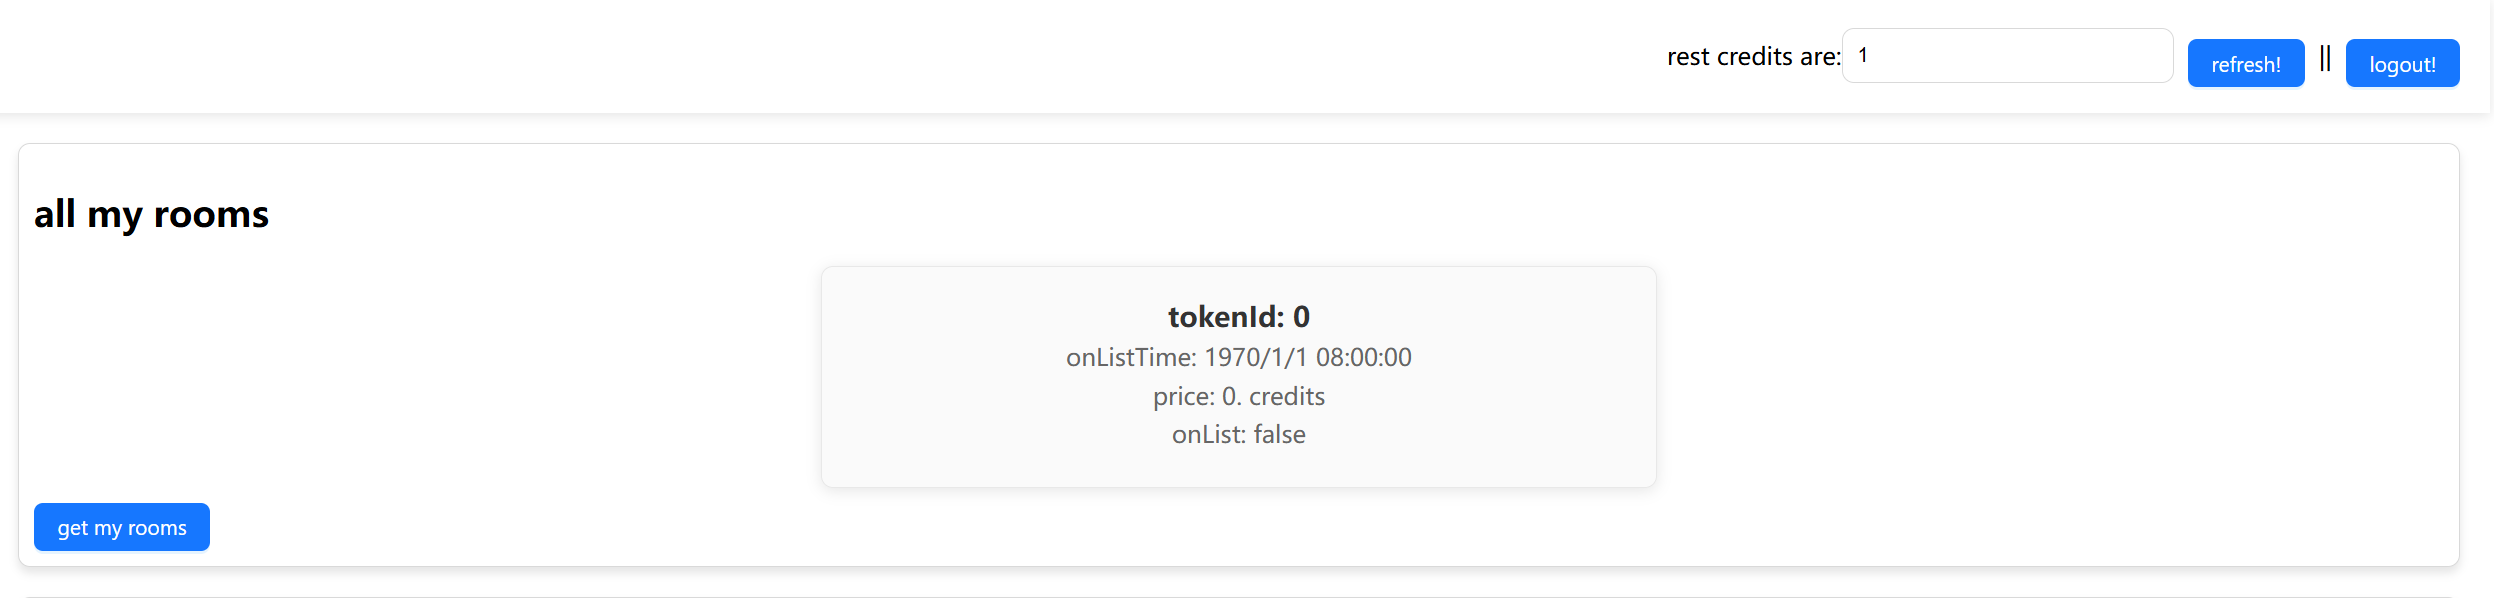 rest credits are: 1 refresh! || logout!
all my rooms
tokenId: 0
onListTime: 1970/1/1 08:00:00
price: 0. credits
onList: false
get my rooms